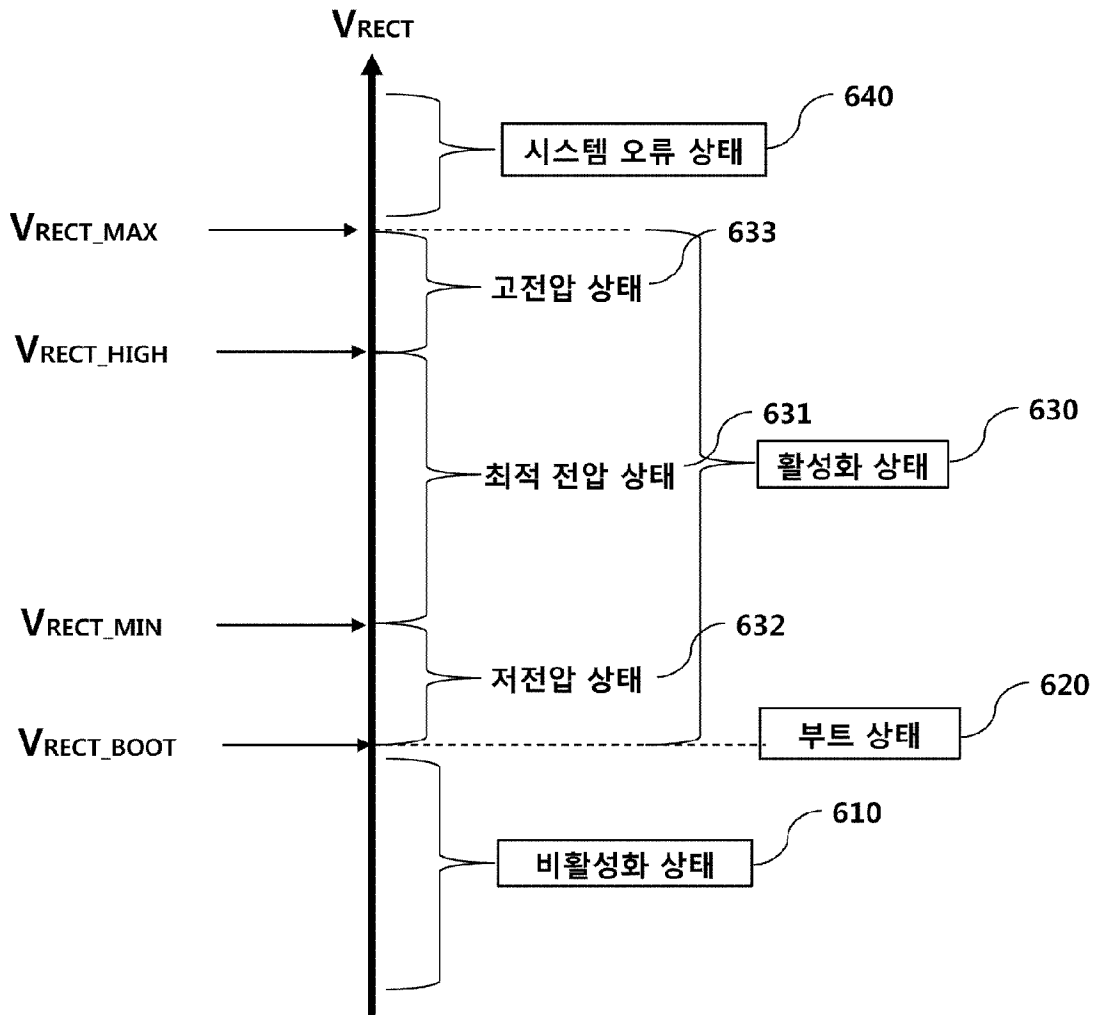 VRECT
640
시스템 오류 상태
VRECT_MAX
633
고전압 상태
VRECT_HIGH
631
630
최적 전압 상태
활성화 상태
VRECT_MIN
632
저전압 상태
620
VRECT_BOOT
부트 상태
610
비활성화 상태